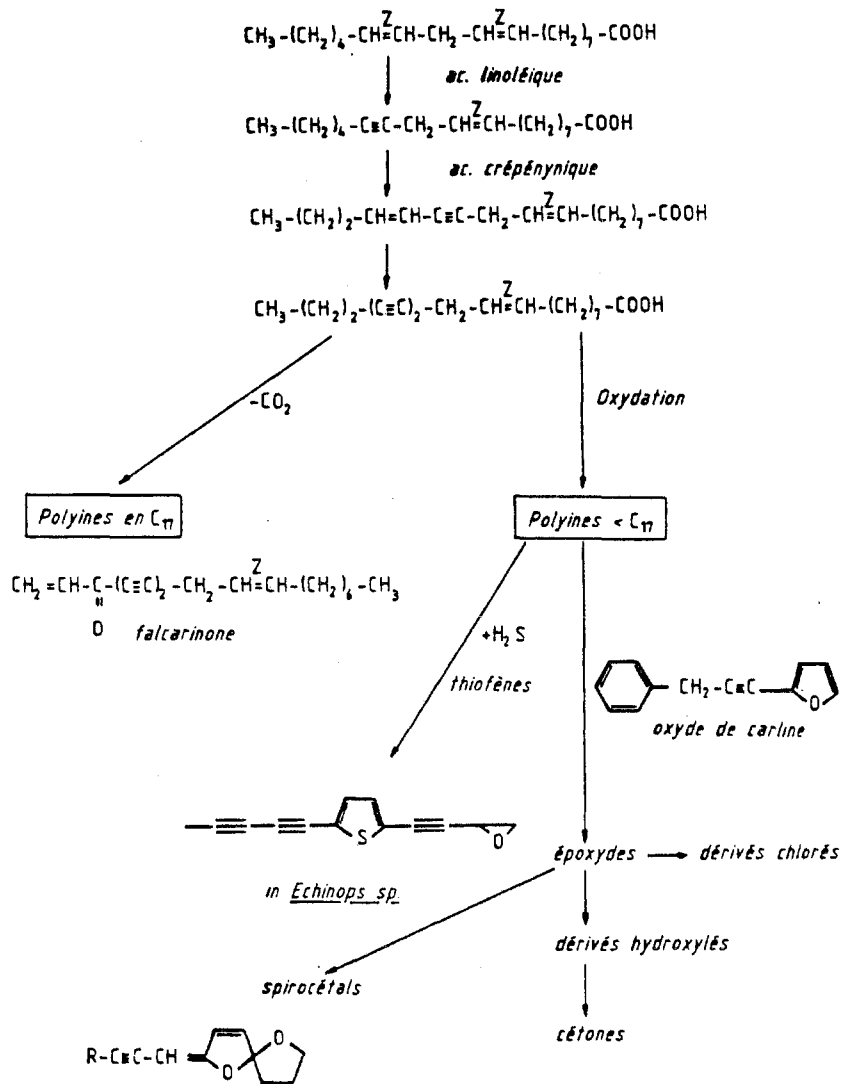 CH₃-(CH₂)₄-CH=CH-CH₂-CH=CH-(CH₂)₇-COOH
Z Z
ac. linoléique
CH₃-(CH₂)₄-C≡C-CH₂-CH=CH-(CH₂)₇-COOH
Z
ac. crépénynique
CH₃-(CH₂)₂-CH=CH-C≡C-CH₂-CH=CH-(CH₂)₇-COOH
Z
CH₃-(CH₂)₂-(C≡C)₂-CH₂-CH=CH-(CH₂)₇-COOH
Z
-CO₂
Oxydation
Polyines en C₁₇
Polyines < C₁₇
CH₂=CH-C-(C≡C)₂-CH₂-CH=CH-(CH₂)₆-CH₃
Z
O
falcarinone
+H₂S
thiofènes
CH₂-C≡C
O
oxyde de carline
S
O
in Echinops sp.
époxydes
dérivés chlorés
dérivés hydroxylés
spirocétals
cétones
R-C≡C-CH
O
O